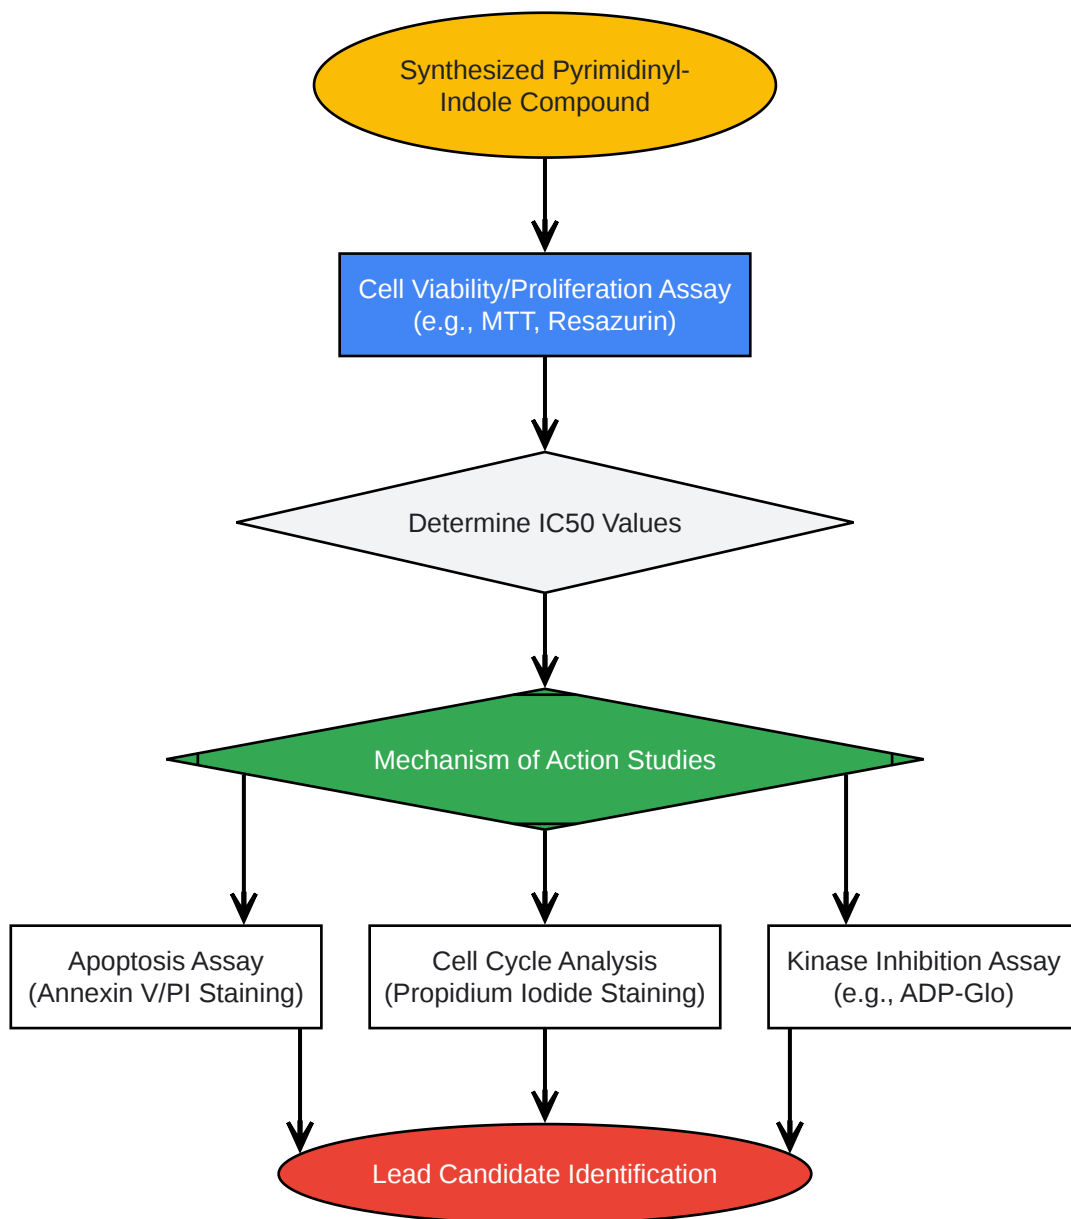 Synthesized Pyrimidinyl-
Indole Compound
Cell Viability/Proliferation Assay
(e.g., MTT, Resazurin)
Determine IC50 Values
Mechanism of Action Studies
Apoptosis Assay
(Annexin V/PI Staining)
Cell Cycle Analysis
(Propidium Iodide Staining)
Kinase Inhibition Assay
(e.g., ADP-Glo)
Lead Candidate Identification